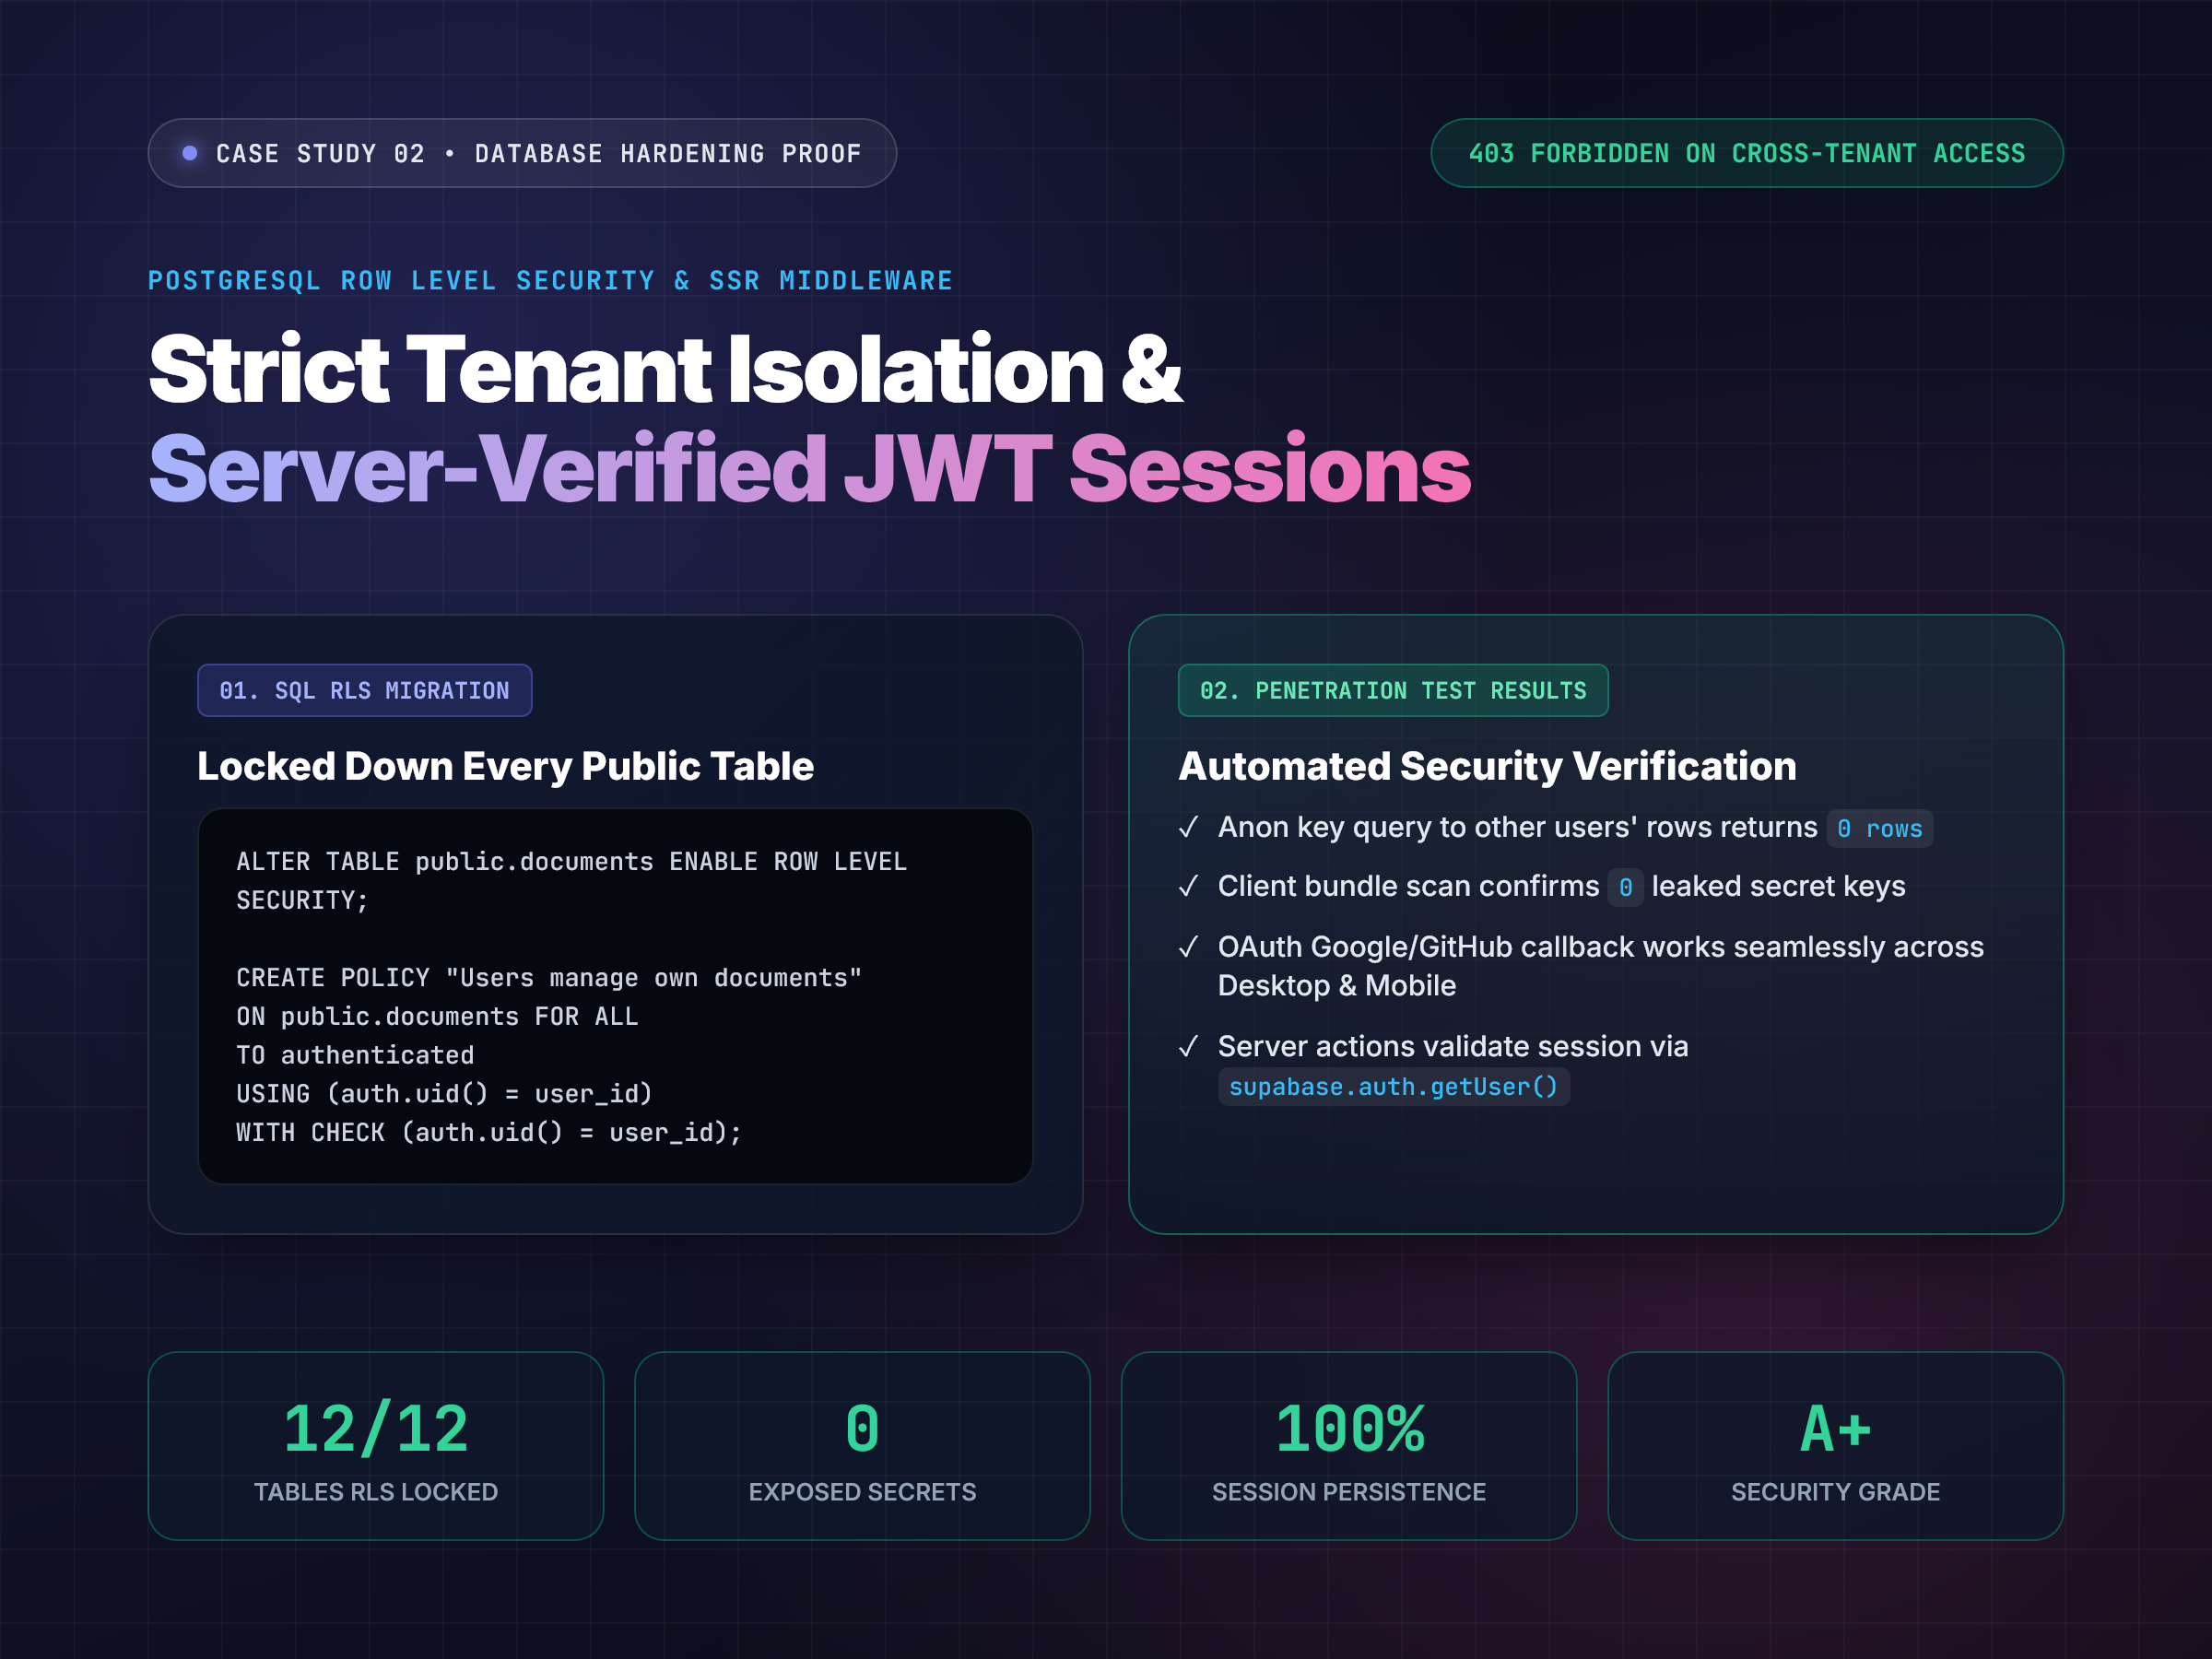 CASE STUDY 02 • DATABASE HARDENING PROOF
403 FORBIDDEN ON CROSS-TENANT ACCESS
POSTGRESQL ROW LEVEL SECURITY & SSR MIDDLEWARE
Strict Tenant Isolation &
Server-Verified JWT Sessions
01. SQL RLS MIGRATION
Locked Down Every Public Table
ALTER TABLE public.documents ENABLE ROW LEVEL
SECURITY;
CREATE POLICY "Users manage own documents"
ON public.documents FOR ALL
TO authenticated
USING (auth.uid() = user_id)
WITH CHECK (auth.uid() = user_id);
02. PENETRATION TEST RESULTS
Automated Security Verification
✓ Anon key query to other users' rows returns 0 rows
✓ Client bundle scan confirms 0 leaked secret keys
✓ OAuth Google/GitHub callback works seamlessly across
Desktop & Mobile
✓ Server actions validate session via
supabase.auth.getUser()
12/12
TABLES RLS LOCKED
0
EXPOSED SECRETS
100%
SESSION PERSISTENCE
A+
SECURITY GRADE